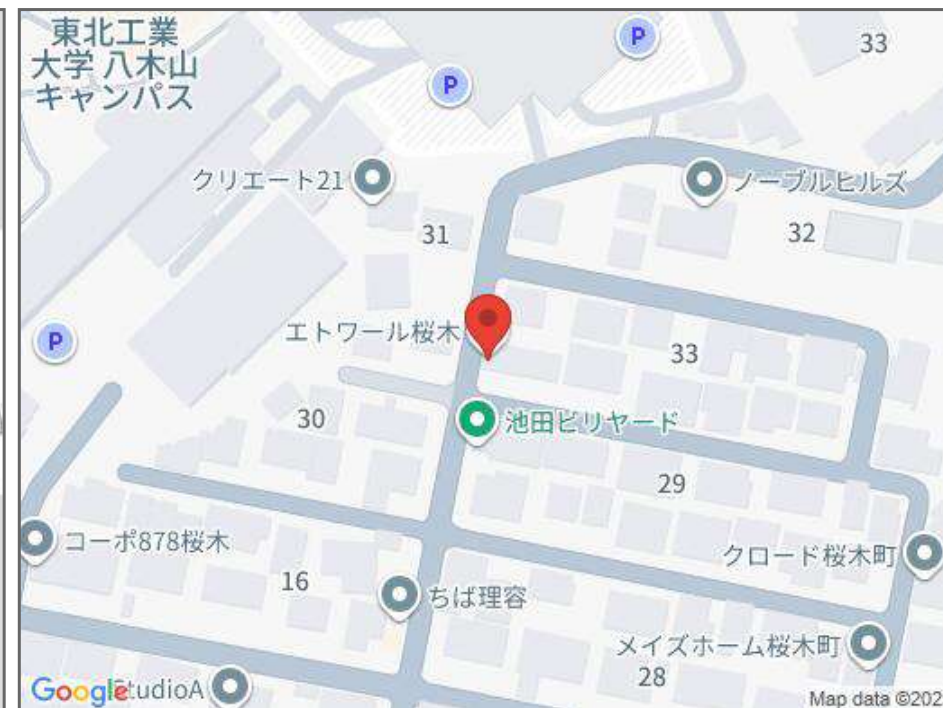 東北工業
大学 八木山
キャンパス
P
P
33
クリエート21
ノーブルヒルズ
31
32
エトワール桜木
P
33
30
池田ビリヤード
29
コーポ878桜木
クロード桜木町
16
ちば理容
メイズホーム桜木町
28
Google
tudioA
Map data ©202